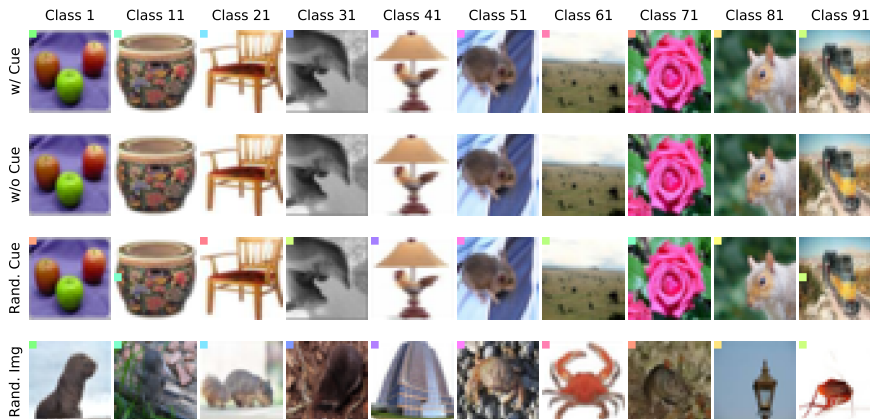 Class 1 Class 11 Class 21 Class 31 Class 41 Class 51 Class 61 Class 71 Class 81 Class 91
w/ Cue
w/o Cue
Rand. Cue
Rand. Img